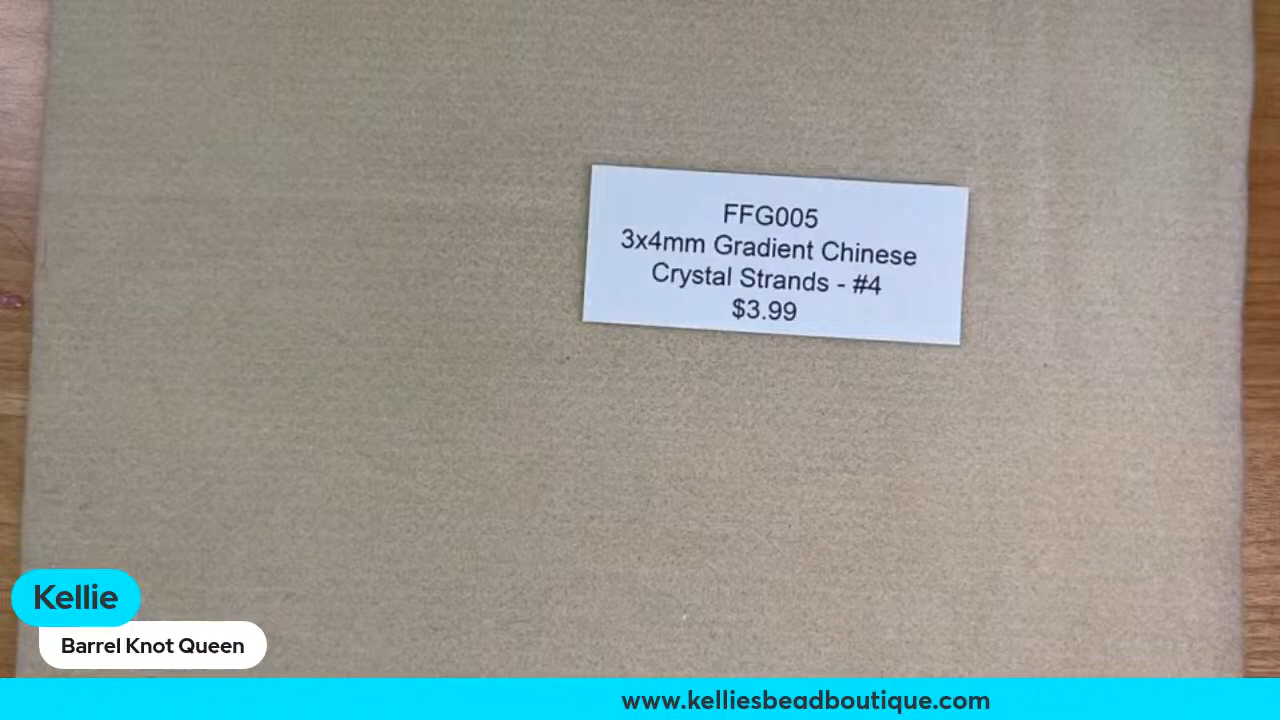 FFG005
3x4mm Gradient Chinese
Crystal Strands - #4
$3.99
Kellie
Barrel Knot Queen
www.kelliesbeadboutique.com